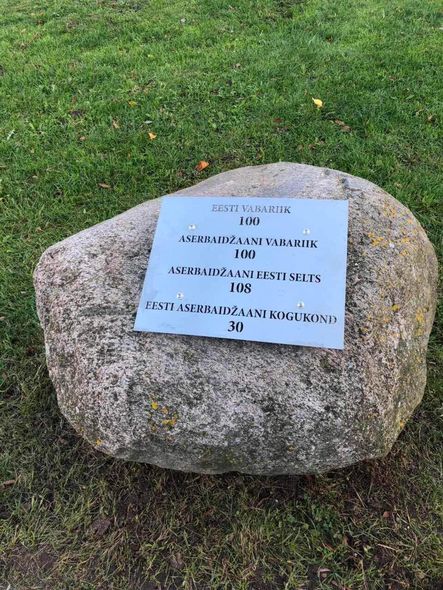 EESTI VABARIIK
100
ASERBAIDŽAANI VABARIIK
100
ASERBAIDŽAANI EESTI SELTS
108
EESTI ASERBAIDŽAANI KOGUKOND
30